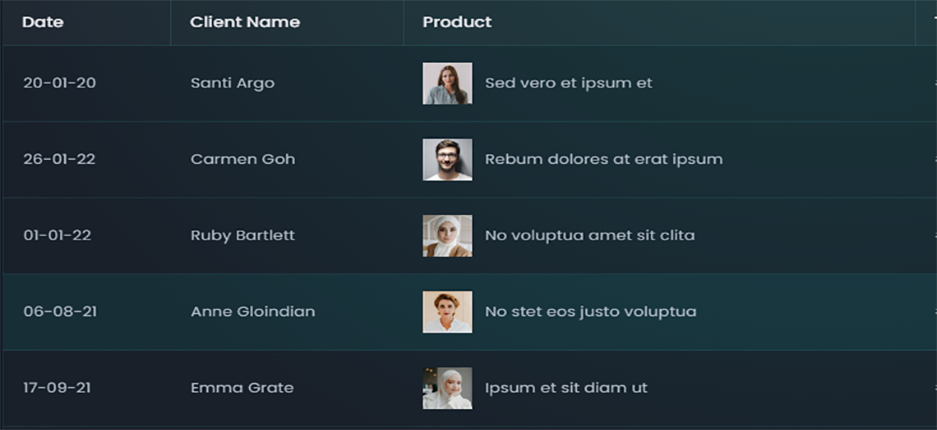 Date Client Name Product
20-01-20 Santi Argo Sed vero et ipsum et
26-01-22 Carmen Goh Rebum dolores at erat ipsum
01-01-22 Ruby Bartlett No voluptua amet sit clita
06-08-21 Anne Gloindian No stet eos justo voluptua
17-09-21 Emma Grate Ipsum et sit diam ut